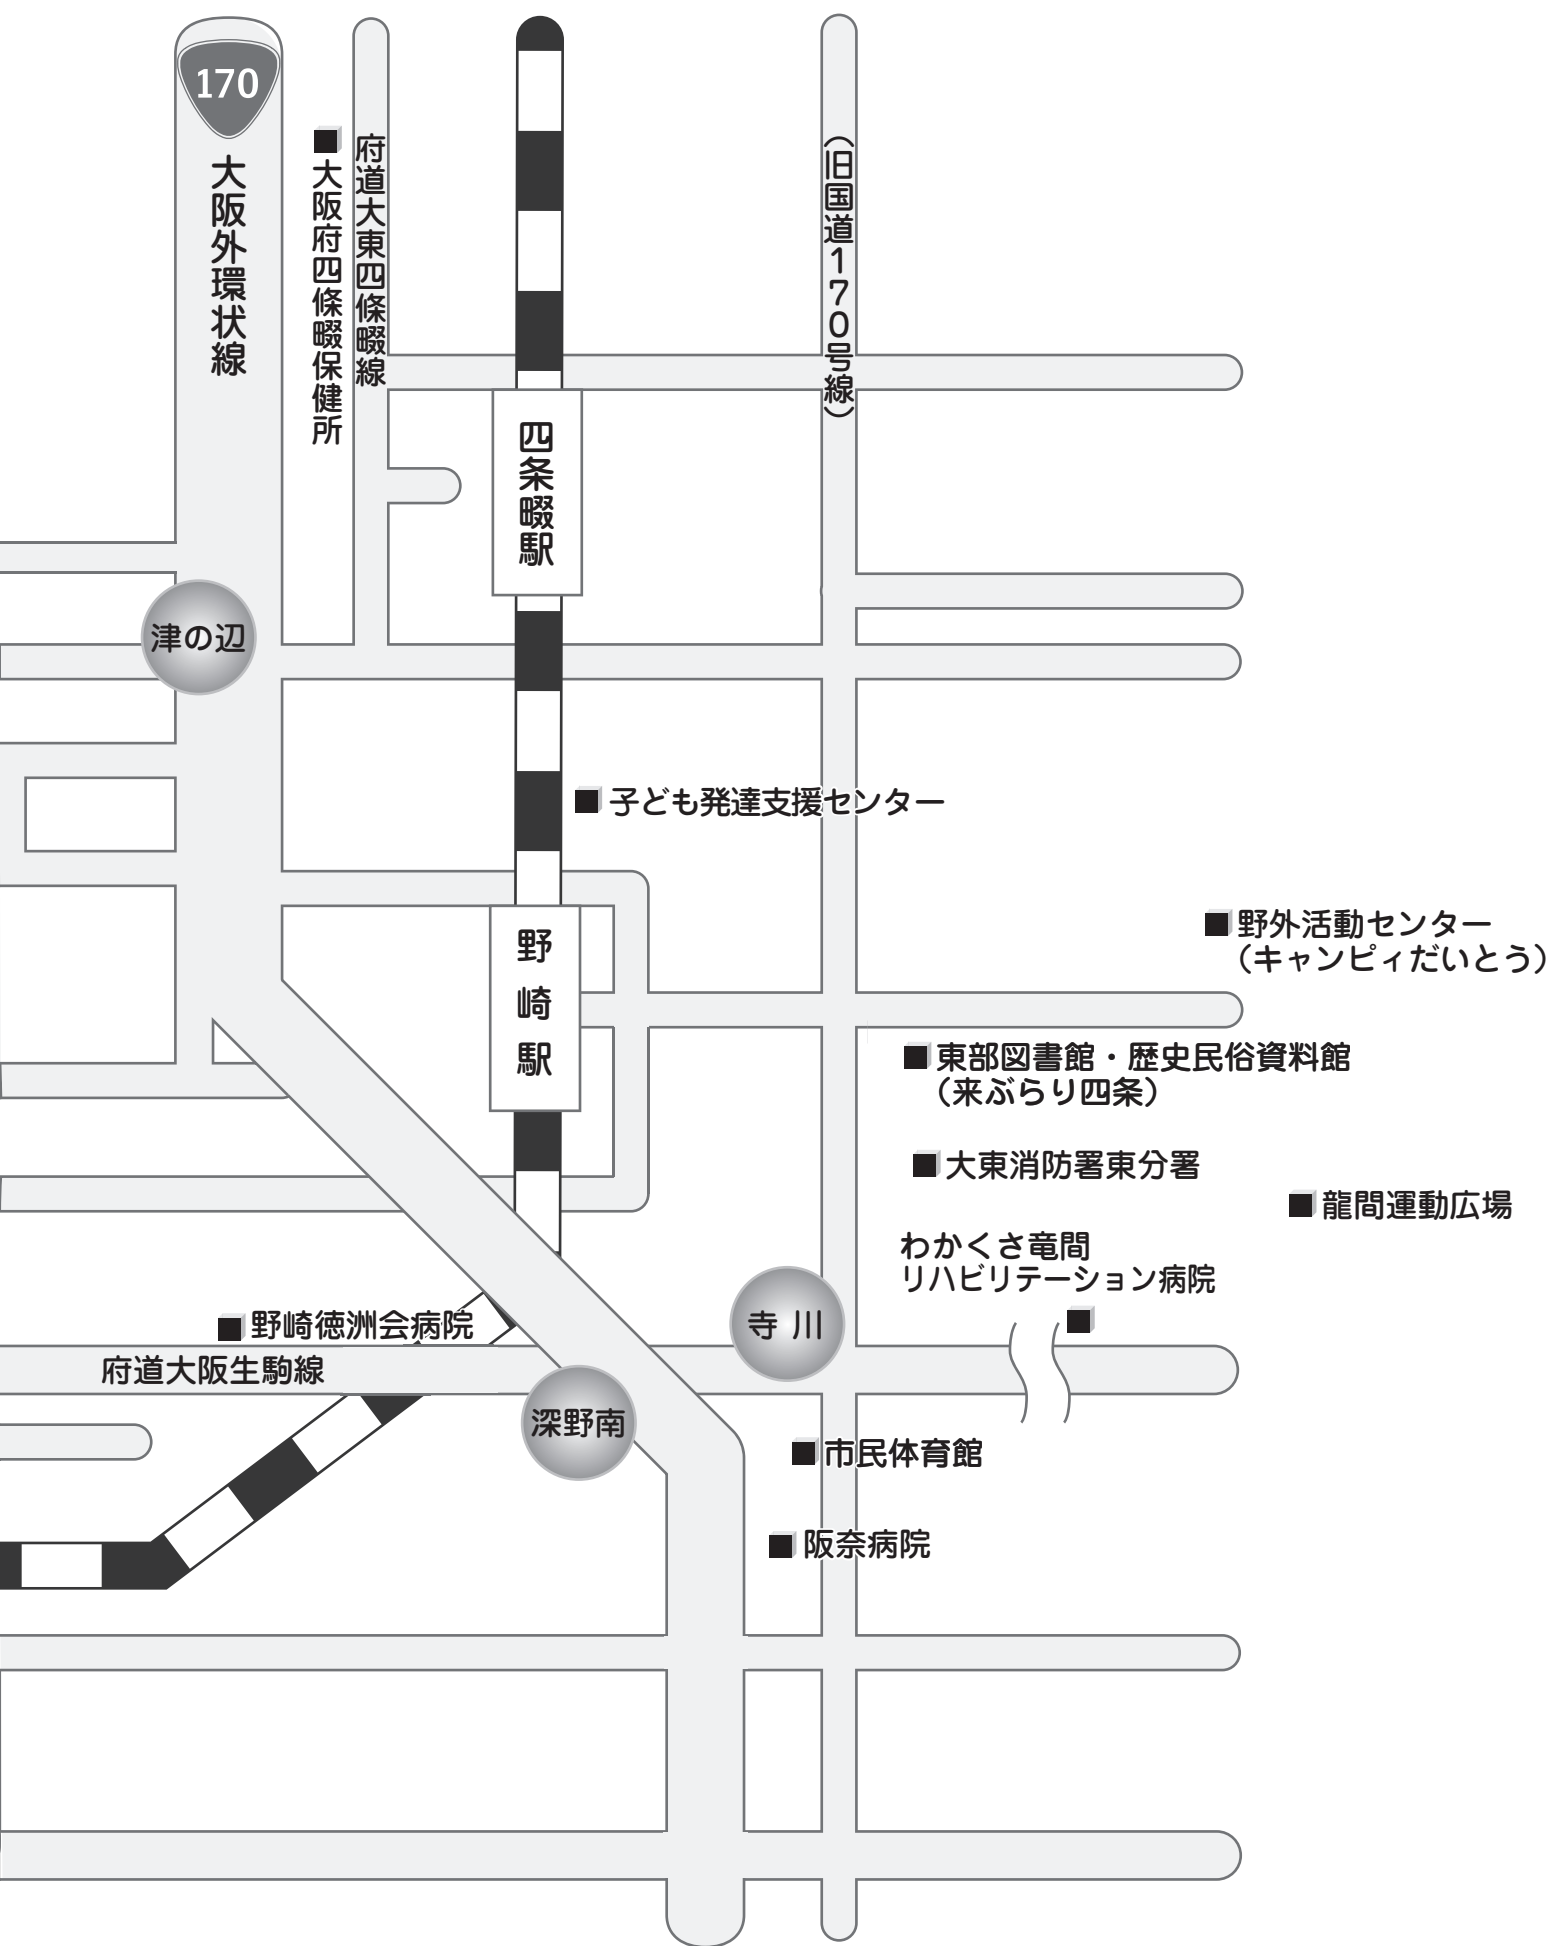 170
大阪外環状線
大阪府四條畷保健所
府道大東四條畷線
（旧国道１７０号線）
四条畷駅
津の辺
子ども発達支援センター
野崎駅
野外活動センター
（キャンピィだいとう）
東部図書館・歴史民俗資料館
（来ぶらり四条）
大東消防署東分署
龍間運動広場
わかくさ竜間
リハビリテーション病院
野崎徳洲会病院
寺川
府道大阪生駒線
深野南
市民体育館
阪奈病院